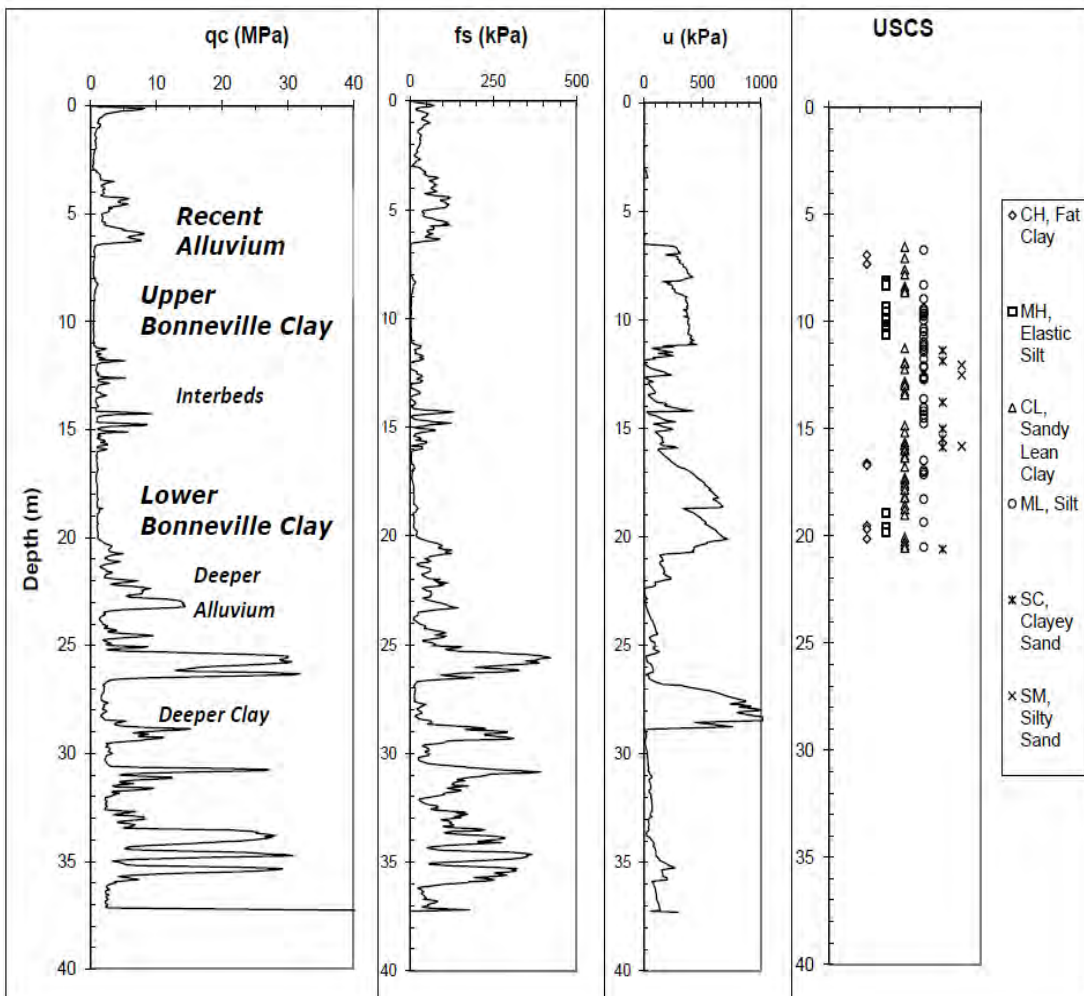 qc (MPa)
0 10 20 30 40
0
5
10
15
20
25
30
35
40
Depth (m)
Recent
Alluvium
Upper
Bonneville Clay
Interbeds
Lower
Bonneville Clay
Deeper
Alluvium
Deeper Clay
fs (kPa)
0 250 500
0
5
10
15
20
25
30
35
40
u (kPa)
0 500 1000
0
5
10
15
20
25
30
35
40
USCS
0
5
10
15
20
25
30
35
40
CH, Fat
Clay
MH,
Elastic
Silt
CL,
Sandy
Lean
Clay
ML, Silt
SC,
Clayey
Sand
SM,
Silty
Sand